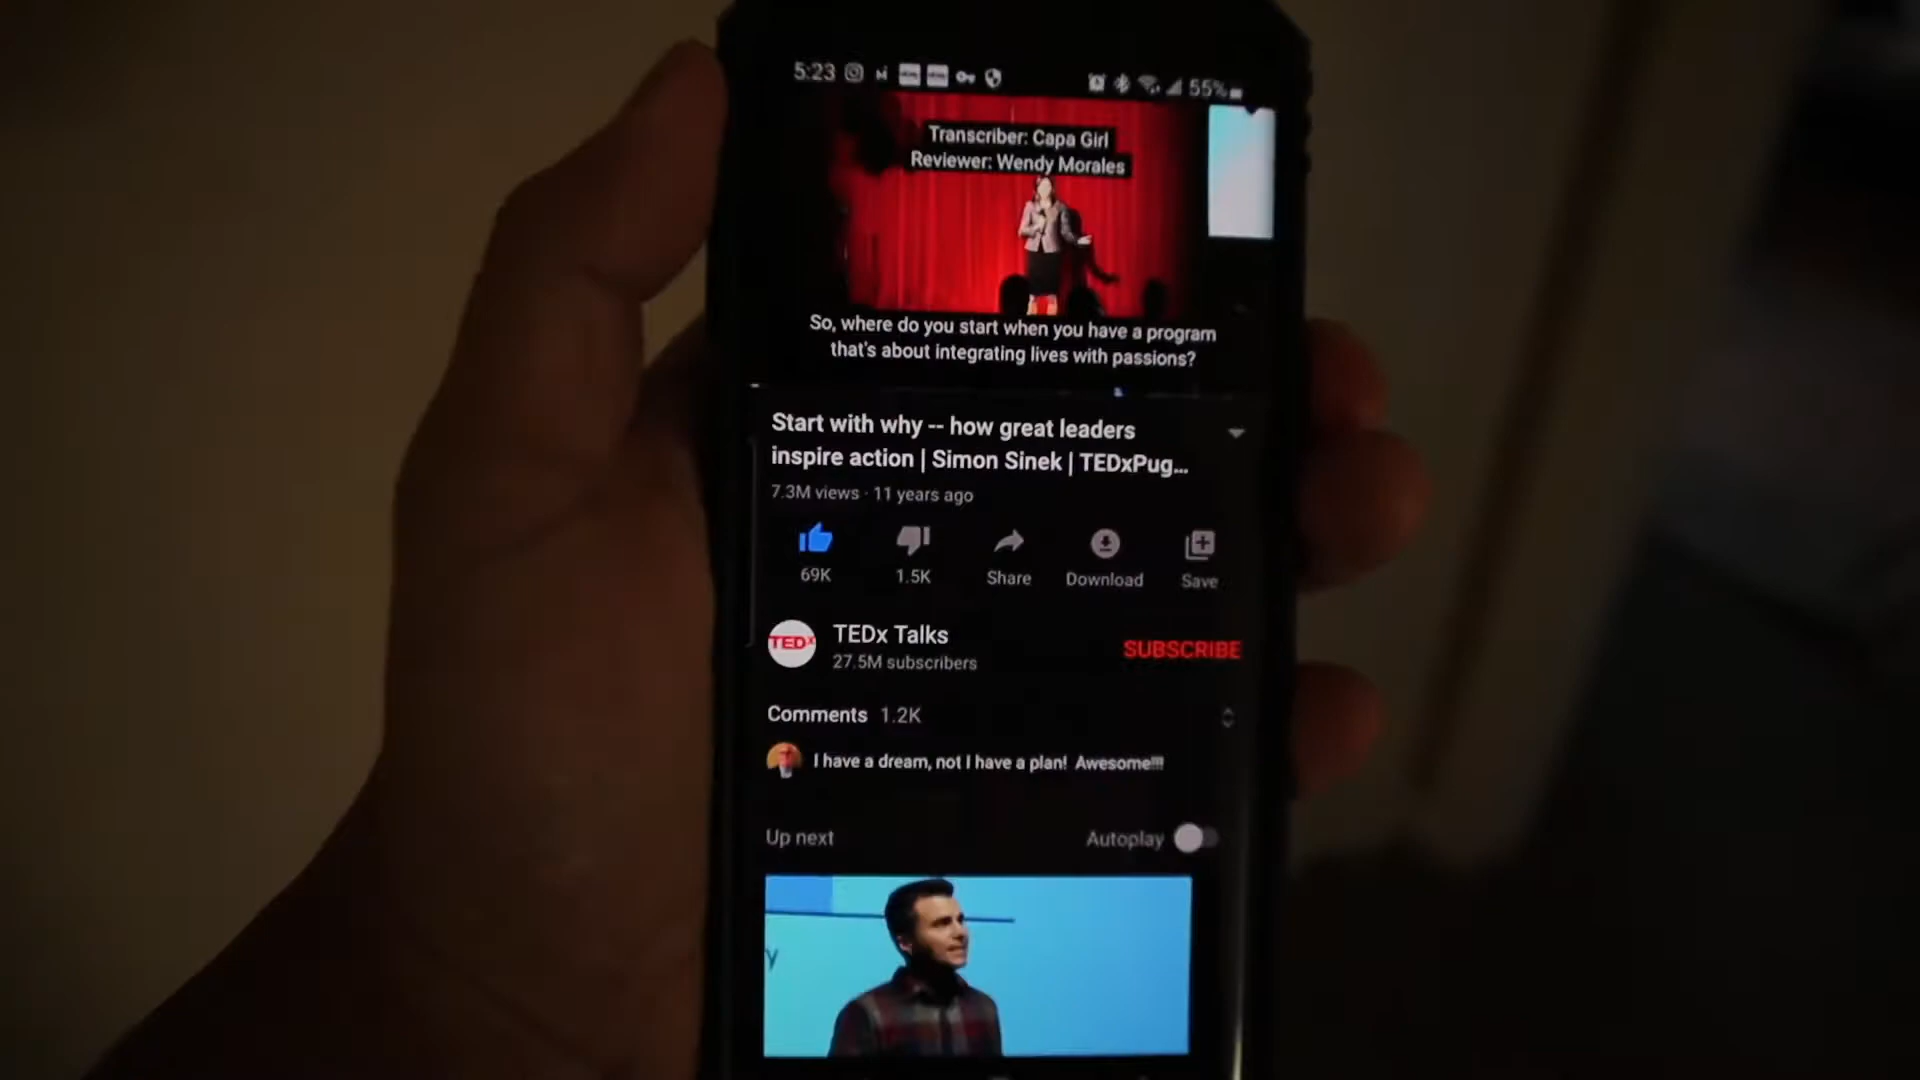 5:23
55%
Transcriber: Capa Girl
Reviewer: Wendy Morales
So, where do you start when you have a program
that's about integrating lives with passions?
Start with why -- how great leaders
inspire action | Simon Sinek | TEDxPug...
7.3M views · 11 years ago
69K
1.5K
Share
Download
Save
TEDx
TEDx Talks
27.5M subscribers
SUBSCRIBE
Comments 1.2K
I have a dream, not I have a plan! Awesome!!!
Up next
Autoplay
y